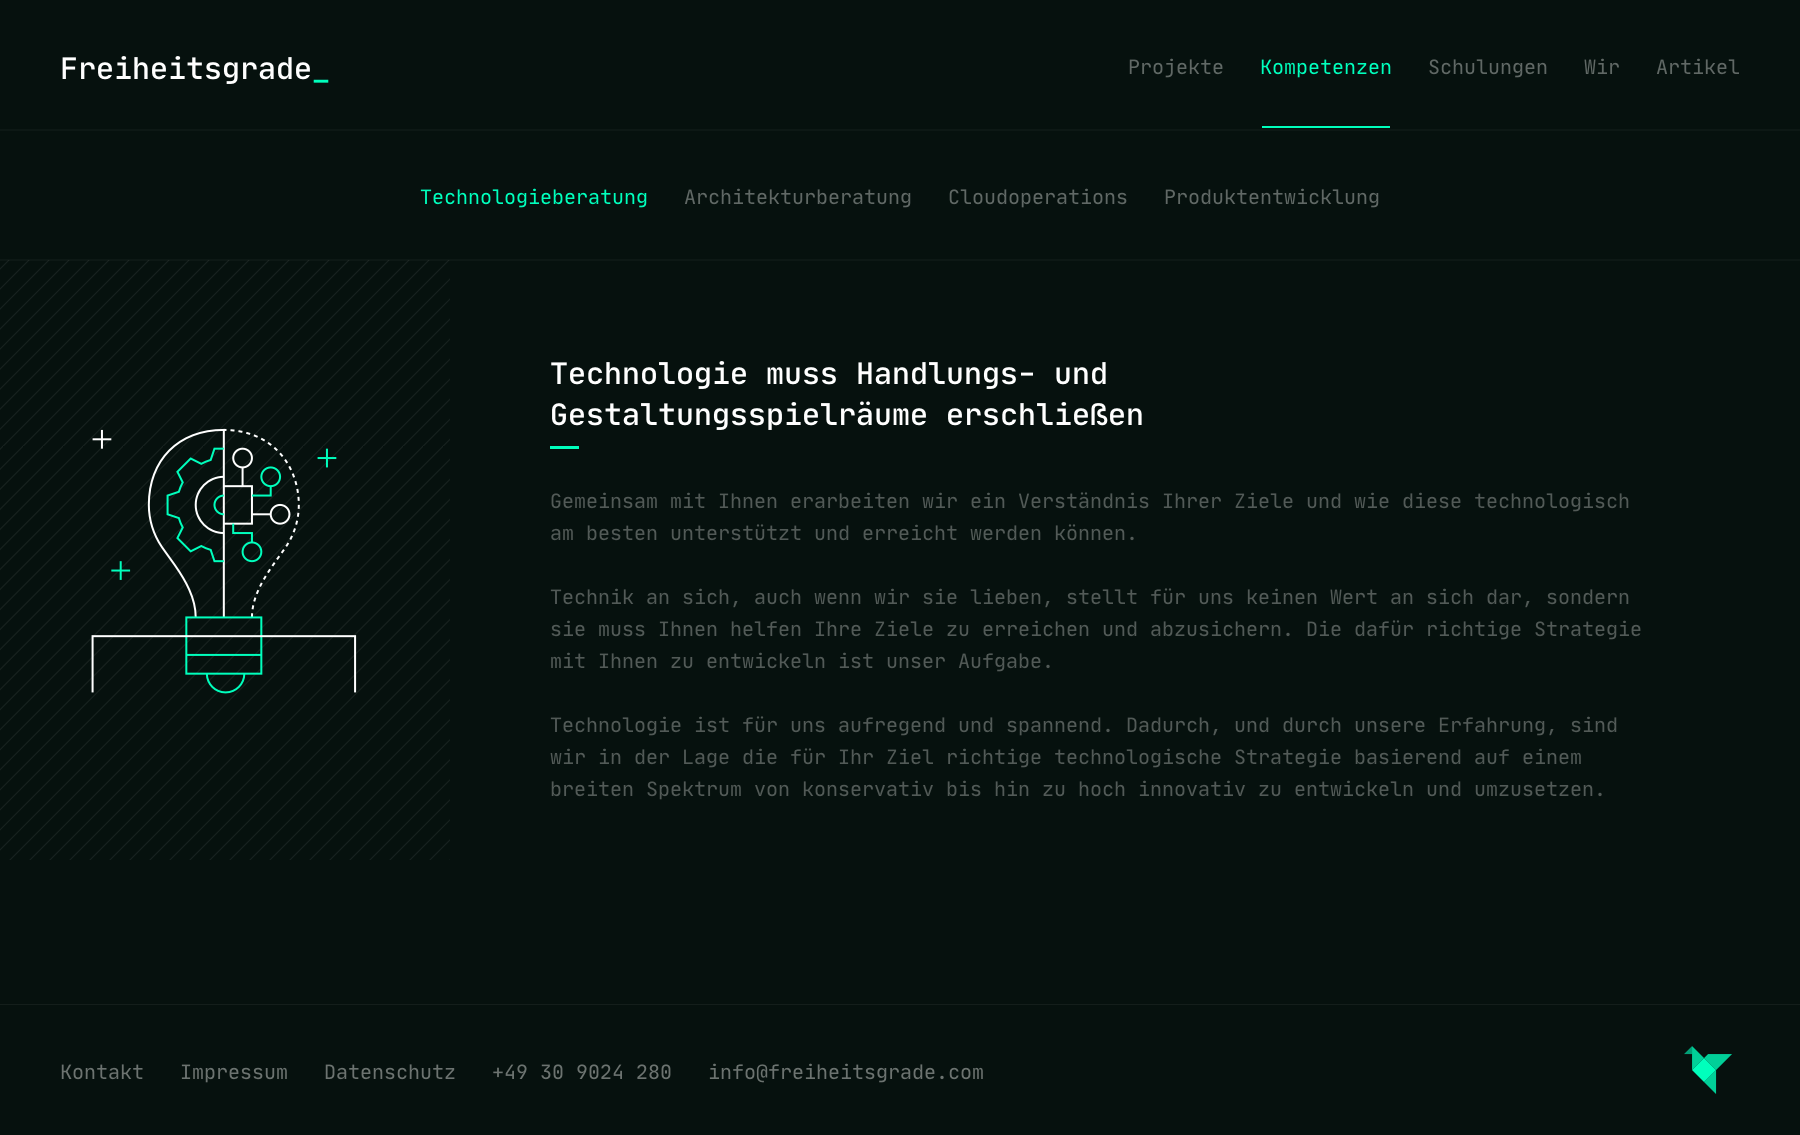 Freiheitsgrade_
Projekte Kompetenzen Schulungen Wir Artikel
Technologieberatung Architekturberatung Cloudoperations Produktentwicklung
Technologie muss Handlungs- und
Gestaltungsspielräume erschließen
Gemeinsam mit Ihnen erarbeiten wir ein Verständnis Ihrer Ziele und wie diese technologisch
am besten unterstützt und erreicht werden können.
Technik an sich, auch wenn wir sie lieben, stellt für uns keinen Wert an sich dar, sondern
sie muss Ihnen helfen Ihre Ziele zu erreichen und abzusichern. Die dafür richtige Strategie
mit Ihnen zu entwickeln ist unser Aufgabe.
Technologie ist für uns aufregend und spannend. Dadurch, und durch unsere Erfahrung, sind
wir in der Lage die für Ihr Ziel richtige technologische Strategie basierend auf einem
breiten Spektrum von konservativ bis hin zu hoch innovativ zu entwickeln und umzusetzen.
Kontakt Impressum Datenschutz +49 30 9024 280 info@freiheitsgrade.com